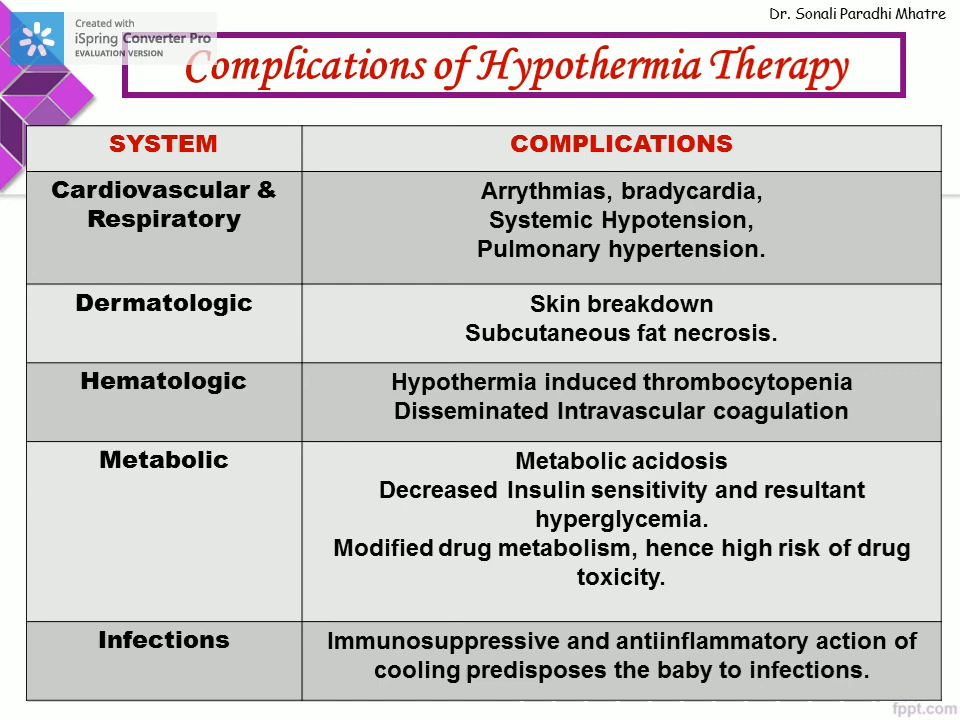 Dr. Sonali Paradhi Mhatre
Created with
iSpring Converter Pro
EVALUATION VERSION
Complications of Hypothermia Therapy
SYSTEM
COMPLICATIONS
Cardiovascular &
Respiratory
Arrythmias, bradycardia,
Systemic Hypotension,
Pulmonary hypertension.
Dermatologic
Skin breakdown
Subcutaneous fat necrosis.
Hematologic
Hypothermia induced thrombocytopenia
Disseminated Intravascular coagulation
Metabolic
Metabolic acidosis
Decreased Insulin sensitivity and resultant
hyperglycemia.
Modified drug metabolism, hence high risk of drug
toxicity.
Infections
Immunosuppressive and antiinflammatory action of
cooling predisposes the baby to infections.
fppt.com